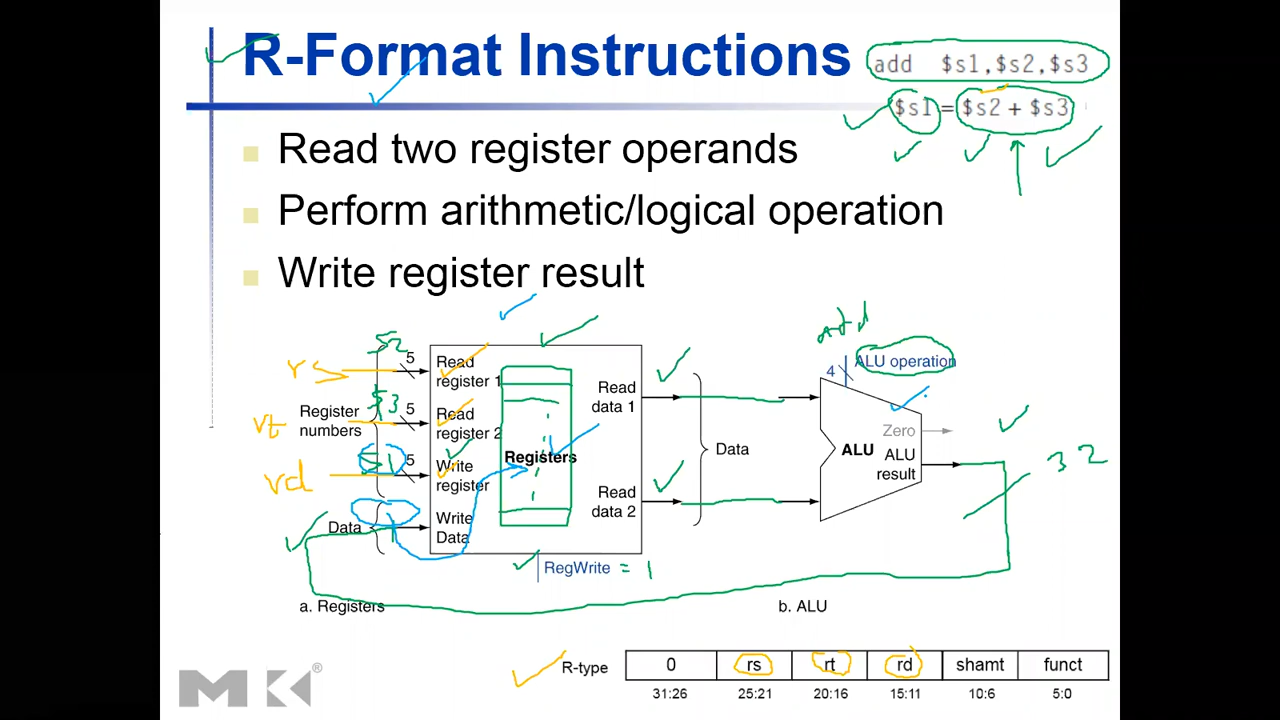 R-Format Instructions
add $s1,$s2,$s3
$s1 = $s2 + $s3
Read two register operands
Perform arithmetic/logical operation
Write register result
add
ALU operation
4
S2
rs
5
Read
register 1
Register
numbers
$3
rt
5
Read
register 2
S1
rd
5
Write
register
Data
Write
Data
Registers
Read
data 1
Read
data 2
RegWrite = 1
Data
ALU
Zero
ALU
result
32
a. Registers
b. ALU
MK®
R-type 0 rs rt rd shamt funct
31:26 25:21 20:16 15:11 10:6 5:0